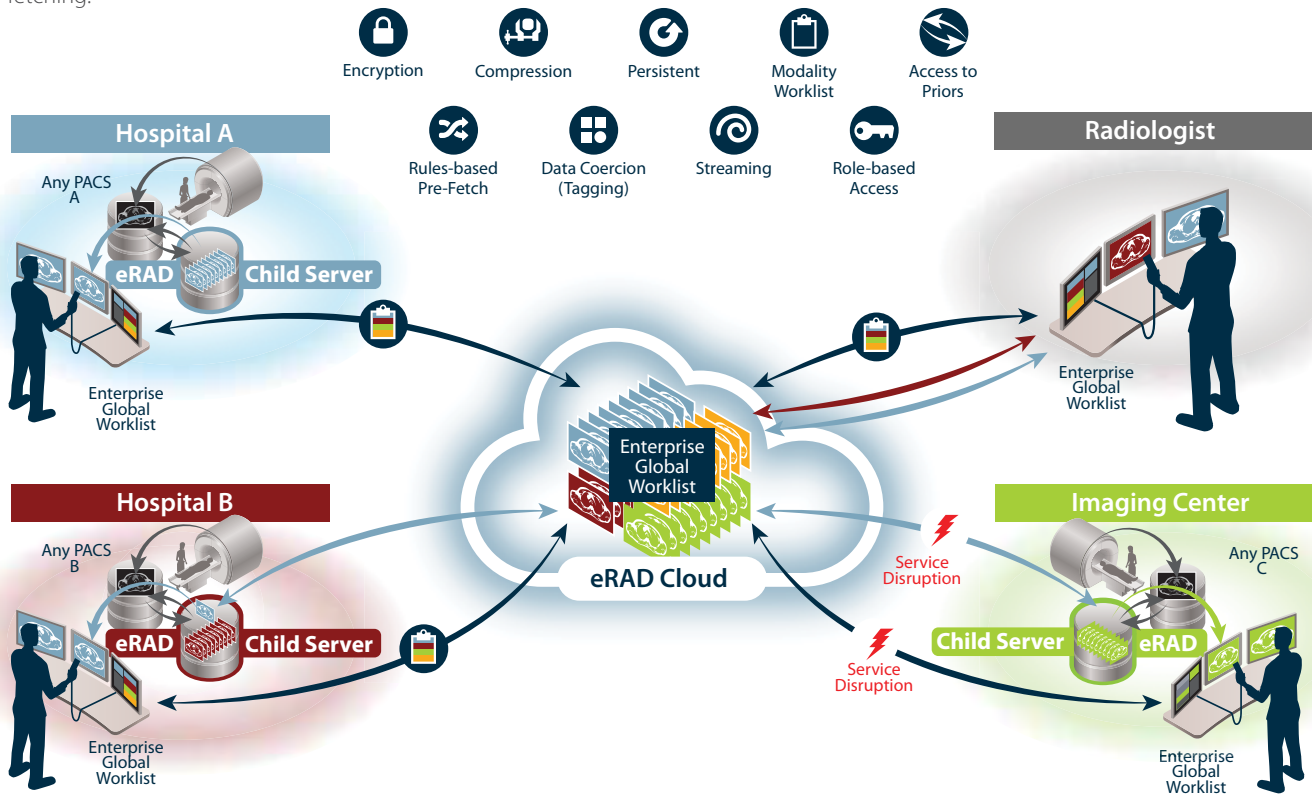 fetching.
Encryption
Compression
Persistent
Modality
Worklist
Access to
Priors
Rules-based
Pre-Fetch
Data Coercion
(Tagging)
Streaming
Role-based
Access
Hospital A
Any PACS
A
eRAD
Child Server
Enterprise
Global
Worklist
Radiologist
Enterprise
Global
Worklist
Enterprise
Global
Worklist
eRAD Cloud
Hospital B
Any PACS
B
eRAD
Child Server
Enterprise
Global
Worklist
Imaging Center
Any PACS
C
Child Server
eRAD
Service
Disruption
Service
Disruption
Enterprise
Global
Worklist